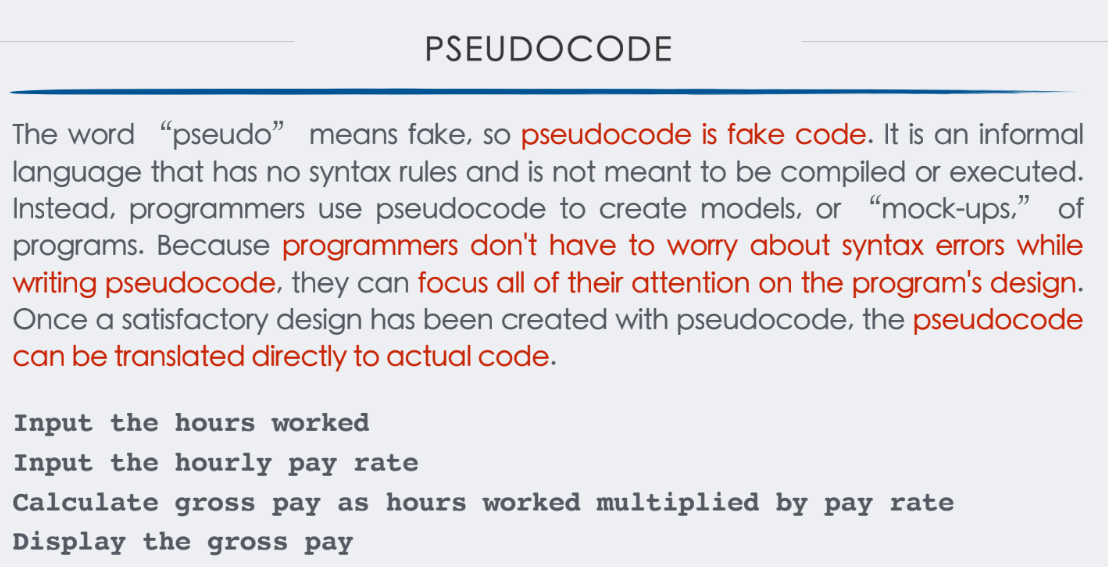 PSEUDOCODE
The word “pseudo” means fake, so pseudocode is fake code. It is an informal
language that has no syntax rules and is not meant to be compiled or executed.
Instead, programmers use pseudocode to create models, or “mock-ups,” of
programs. Because programmers don't have to worry about syntax errors while
writing pseudocode, they can focus all of their attention on the program's design.
Once a satisfactory design has been created with pseudocode, the pseudocode
can be translated directly to actual code.
Input the hours worked
Input the hourly pay rate
Calculate gross pay as hours worked multiplied by pay rate
Display the gross pay